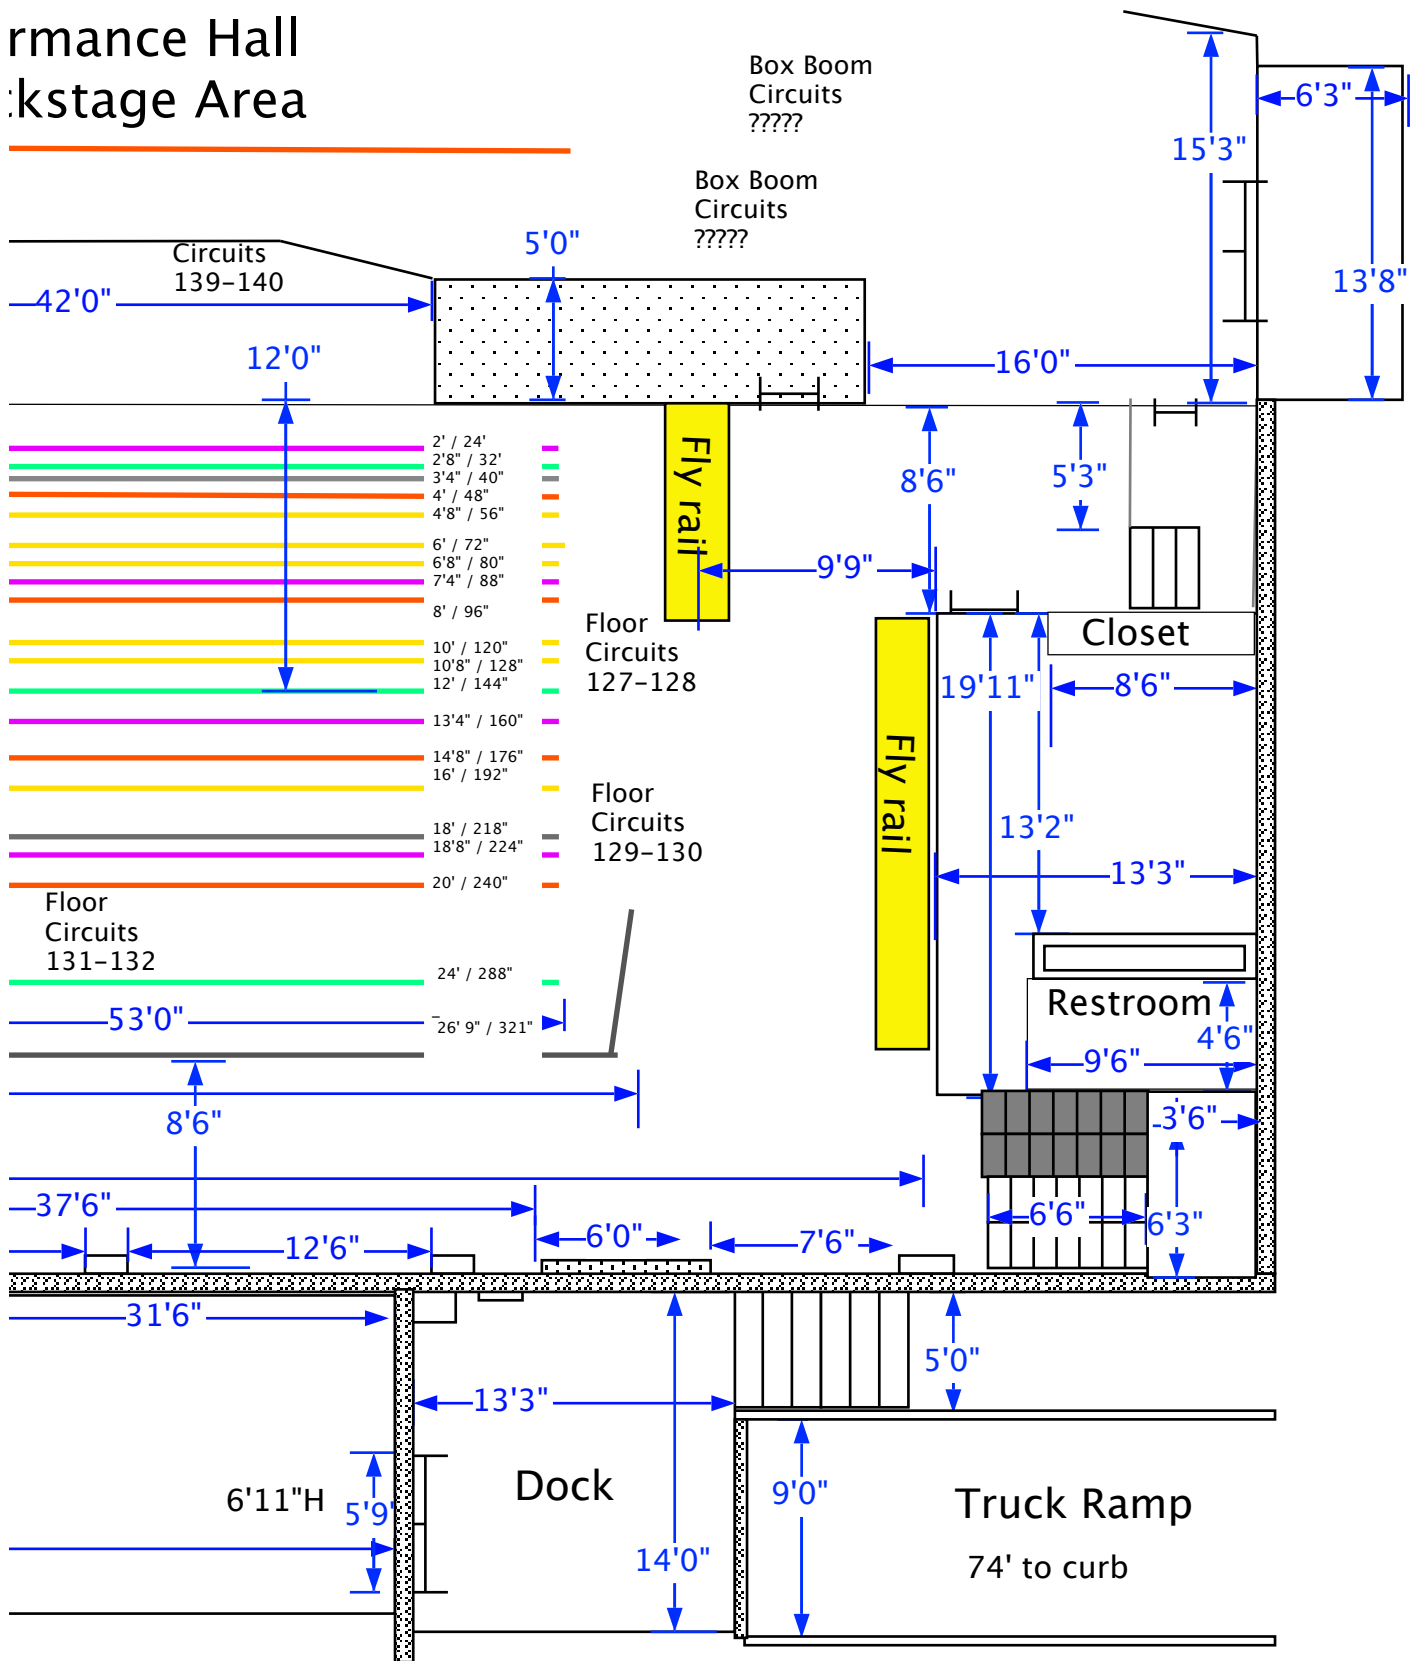 rmance Hall
ckstage Area
Box Boom
Circuits
?????
Box Boom
Circuits
?????
6'3"
15'3"
13'8"
Circuits
139-140
5'0"
42'0"
12'0"
16'0"
2' / 24'
2'8" / 32'
3'4" / 40"
4' / 48"
4'8" / 56"
6' / 72"
6'8" / 80"
7'4" / 88"
8' / 96"
10' / 120"
10'8" / 128"
12' / 144"
13'4" / 160"
14'8" / 176"
16' / 192"
18' / 218"
18'8" / 224"
20' / 240"
24' / 288"
26' 9" / 321"
Fly rail
8'6"
5'3"
9'9"
Floor
Circuits
127-128
Closet
19'11"
8'6"
Fly rail
Floor
Circuits
129-130
13'2"
13'3"
Floor
Circuits
131-132
53'0"
Restroom
4'6"
9'6"
8'6"
3'6"
37'6"
12'6"
6'0"
7'6"
6'6"
6'3"
31'6"
5'0"
13'3"
6'11"H
5'9'
Dock
14'0"
9'0"
Truck Ramp
74' to curb